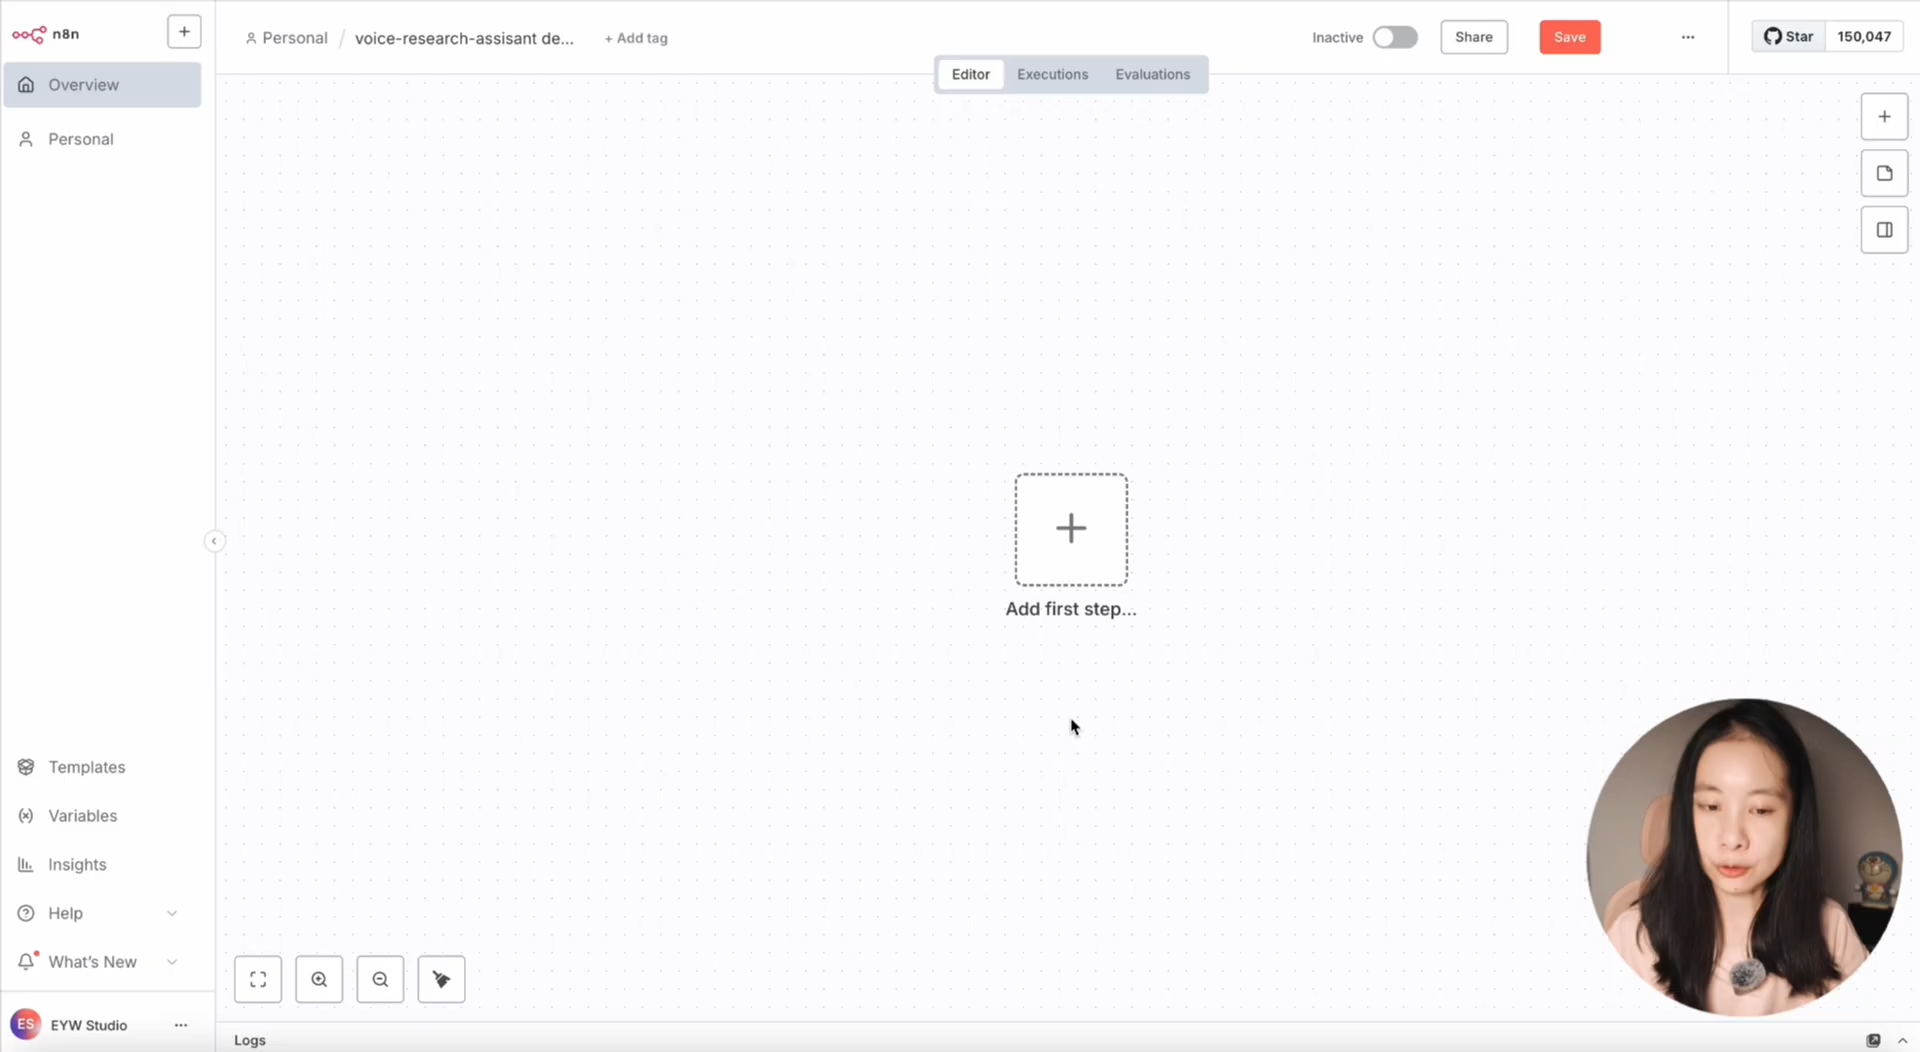 n8n
Overview
Personal
Templates
Variables
Insights
Help
What's New
ES EYW Studio
Personal / voice-research-assisant de... + Add tag
Inactive Share Save Star 150,047
Editor Executions Evaluations
Add first step...
Logs